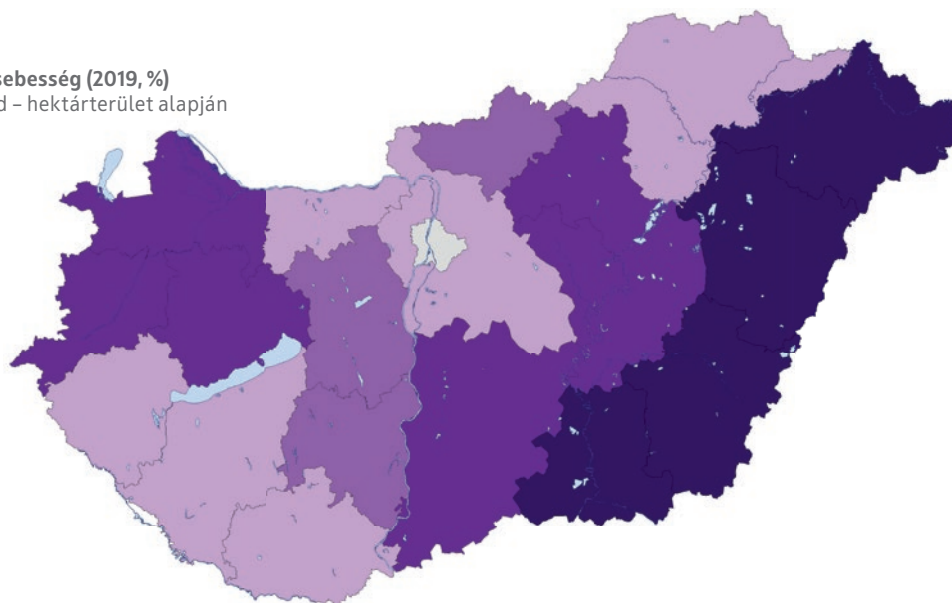 sebesség (2019, %)
d – hektárterület alapján